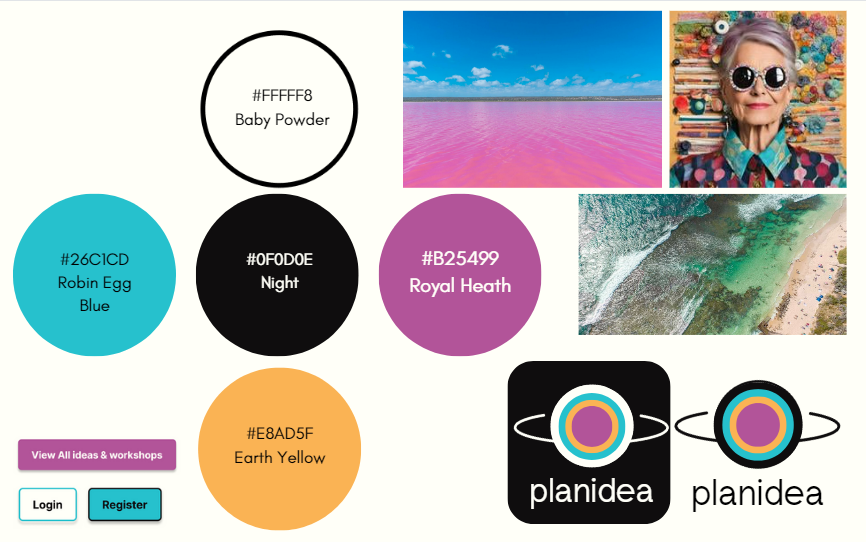 #FFFFF8
Baby Powder
#26C1CD
Robin Egg
Blue
#0F0D0E
Night
#B25499
Royal Heath
#E8AD5F
Earth Yellow
View All ideas & workshops
Login
Register
planidea
planidea